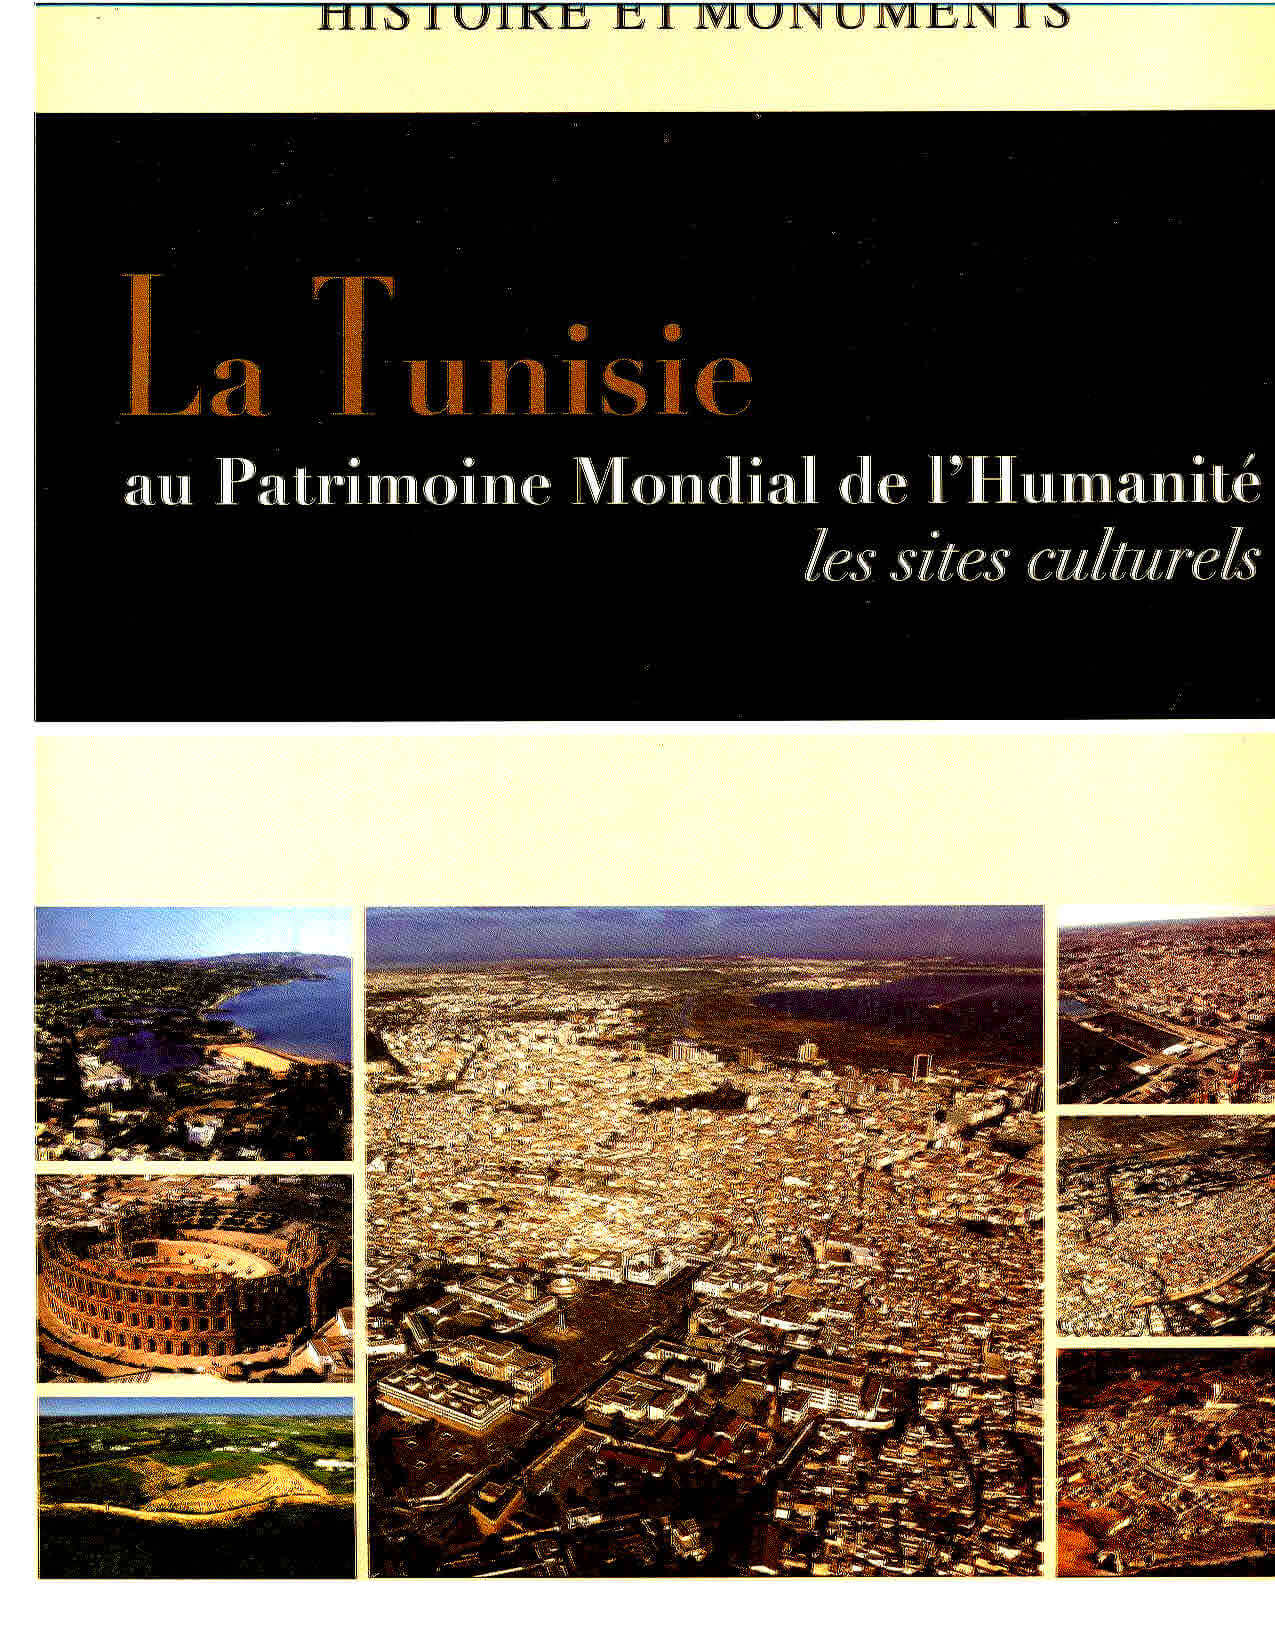 HISTOIRE ET MONUMENTS
La Tunisie
au Patrimoine Mondial de l'Humanité
les sites culturels